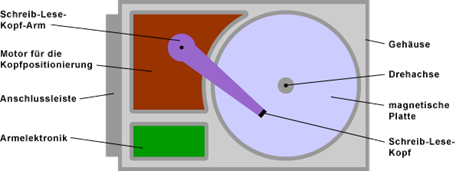 Schreib-Lese-
Kopf-Arm
Motor für die
Kopfpositionierung
Anschlussleiste
Armelektronik
Gehäuse
Drehachse
magnetische
Platte
Schreib-Lese-
Kopf